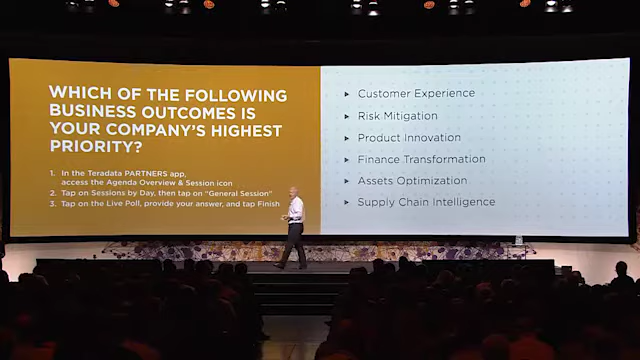 WHICH OF THE FOLLOWING
BUSINESS OUTCOMES IS
YOUR COMPANY'S HIGHEST
PRIORITY?
1. In the Teradata PARTNERS app,
access the Agenda Overview & Session icon
2. Tap on Sessions by Day, then tap on "General Session"
3. Tap on the Live Poll, provide your answer, and tap Finish
Customer Experience
Risk Mitigation
Product Innovation
Finance Transformation
Assets Optimization
Supply Chain Intelligence